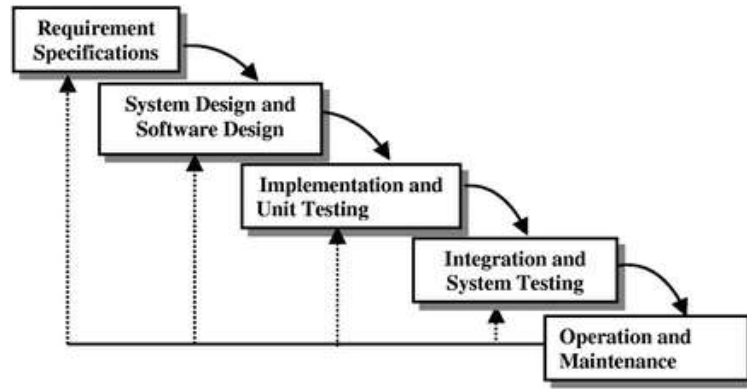 Requirement
Specifications
System Design and
Software Design
Implementation and
Unit Testing
Integration and
System Testing
Operation and
Maintenance